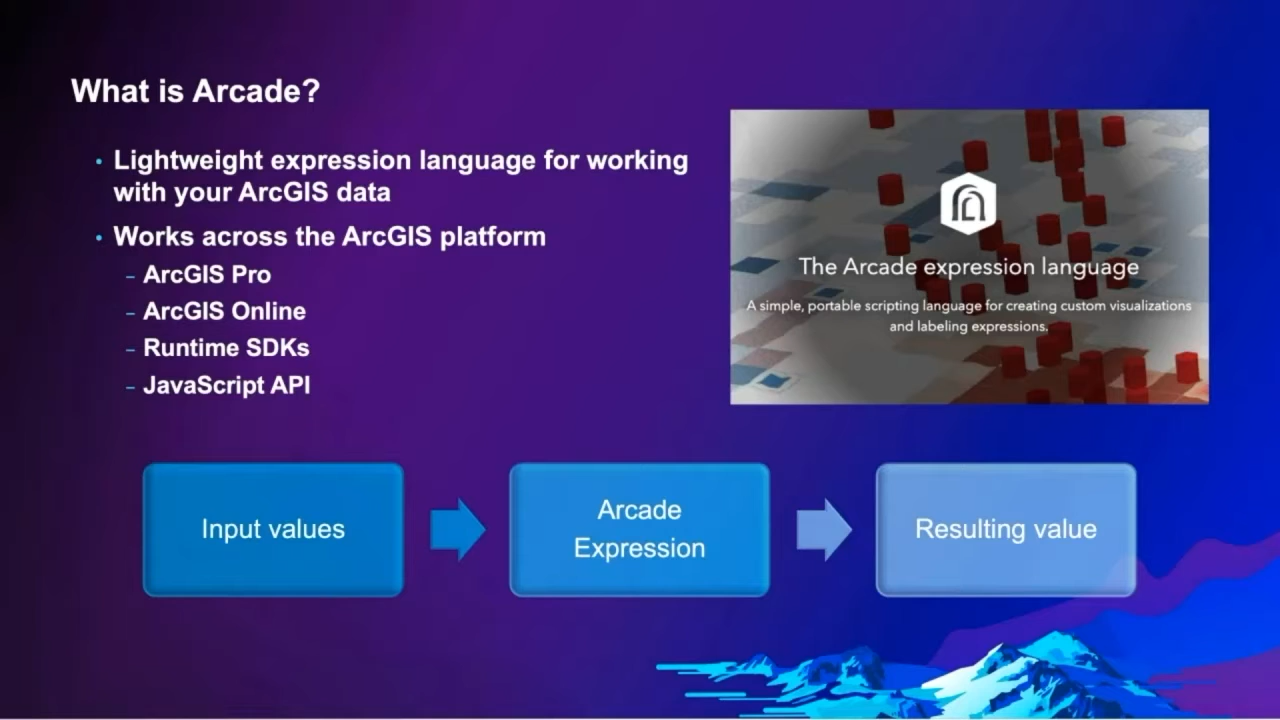 What is Arcade?
• Lightweight expression language for working
with your ArcGIS data
• Works across the ArcGIS platform
– ArcGIS Pro
– ArcGIS Online
– Runtime SDKs
– JavaScript API
The Arcade expression language
A simple, portable scripting language for creating custom visualizations
and labeling expressions.
Input values
Arcade
Expression
Resulting value